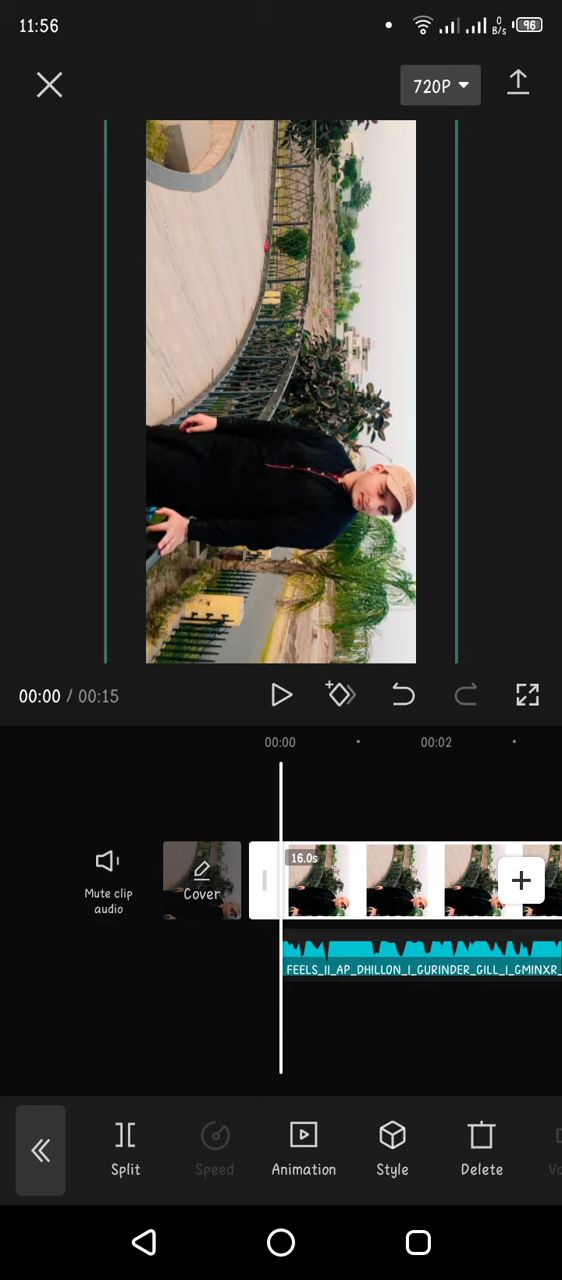 11:56
0
B/s
96
720P
00:00 / 00:15
00:00
00:02
16.0s
Mute clip
audio
Cover
FEELS_II_AP_DHILLON_I_GURINDER_GILL_I_GMINXR_
Split
Speed
Animation
Style
Delete